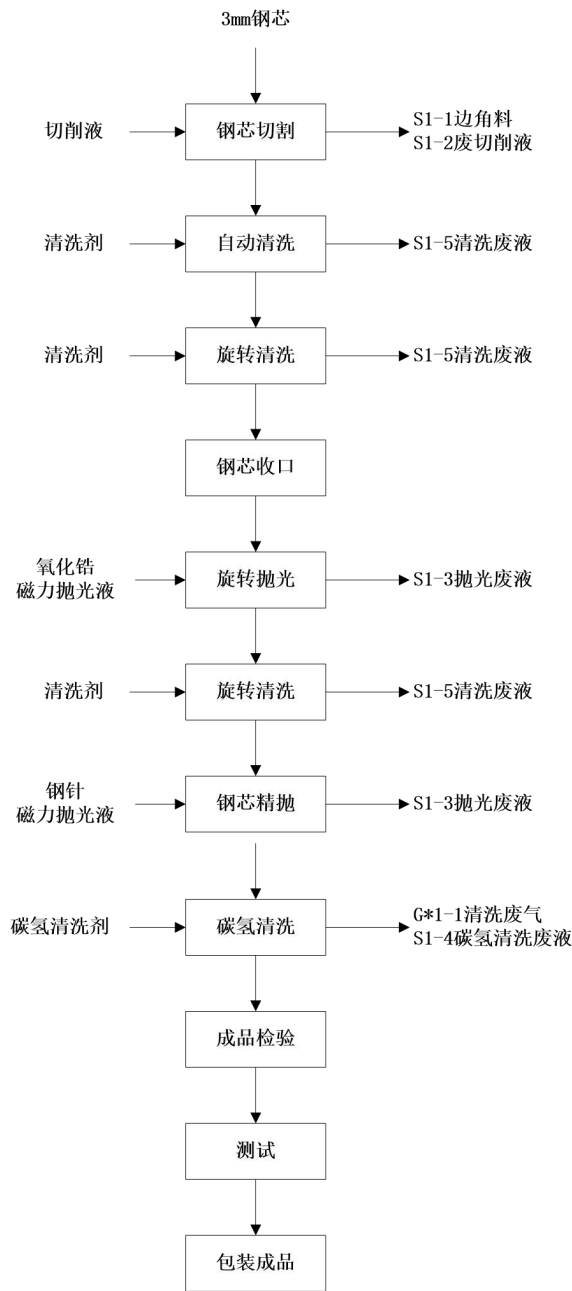 3mm钢芯
切削液
钢芯切割
S1-1边角料
S1-2废切削液
清洗剂
自动清洗
S1-5清洗废液
清洗剂
旋转清洗
S1-5清洗废液
钢芯收口
氧化锆
磁力抛光液
旋转抛光
S1-3抛光废液
清洗剂
旋转清洗
S1-5清洗废液
钢针
磁力抛光液
钢芯精抛
S1-3抛光废液
碳氢清洗剂
碳氢清洗
G*1-1清洗废气
S1-4碳氢清洗废液
成品检验
测试
包装成品